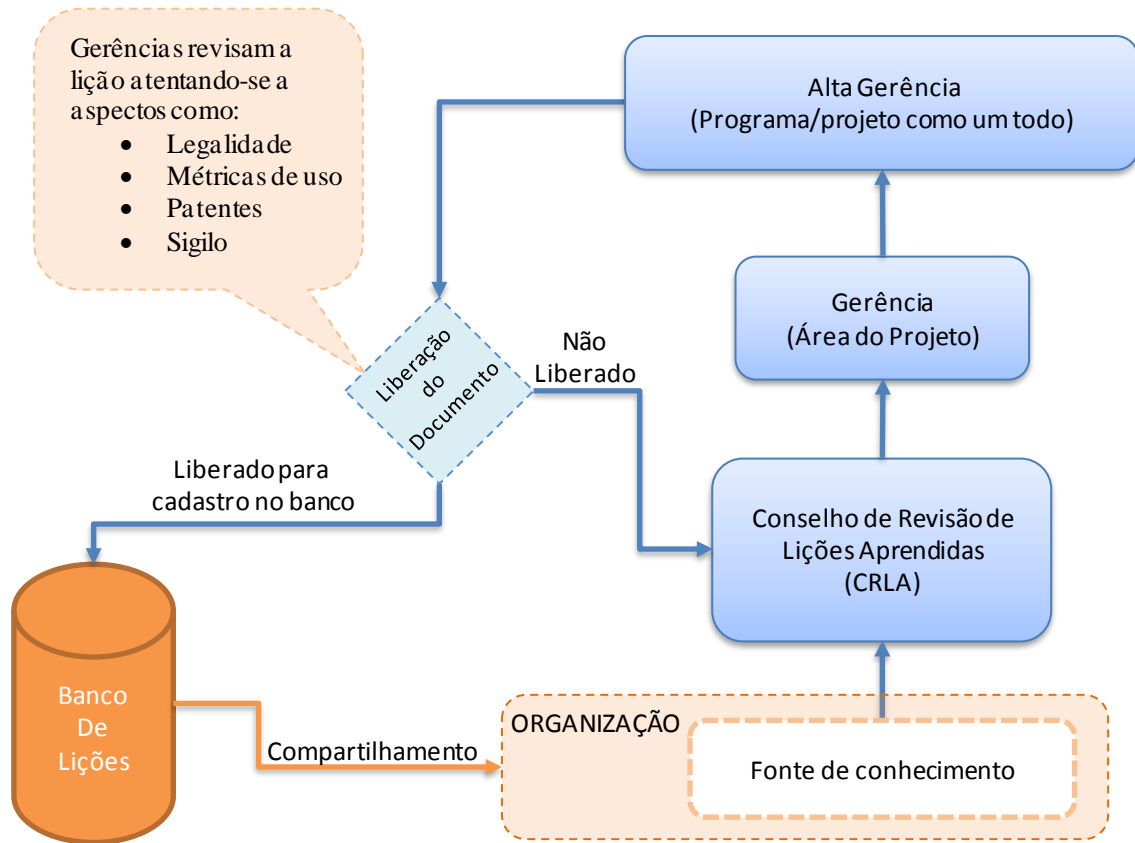 Gerências revisam a
lição atentando-se a
aspectos como:
• Legalidade
• Métricas de uso
• Patentes
• Sigilo
Alta Gerência
(Programa/projeto como um todo)
Gerência
(Área do Projeto)
Liberação
do
Documento
Não
Liberado
Liberado para
cadastro no banco
Conselho de Revisão de
Lições Aprendidas
(CRLA)
Banco
De
Lições
Compartilhamento
ORGANIZAÇÃO
Fonte de conhecimento